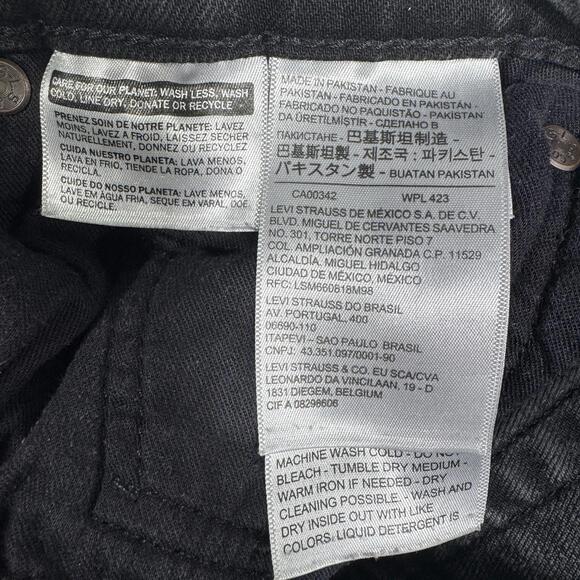 CARE FOR OUR PLANET: WASH LESS, WASH
COLD, LINE DRY, DONATE OR RECYCLE
PRENEZ SOIN DE NOTRE PLANETE: LAVEZ
MOINS, LAVEZ A FROID, LAISSEZ SECHER
NATURELLEMENT, DONNEZ OU RECYCLEZ
CUIDA NUESTRO PLANETA: LAVA MENOS,
LAVA EN FRIO, TIENDE LA ROPA, DONA O
RECICLA.
CUIDE DO NOSSO PLANETA: LAVE MENOS,
LAVE A FRIO, SEQUE EM VARAL, DOE
OU RECICLE.
MADE IN PAKISTAN - FABRIQUE AU
PAKISTAN - FABRICADO EN PAKISTÁN -
FABRICADO NO PAQUISTÃO - PAKISTAN
DA ÜRETİLMİSTIR - СДЕЛАНО В
ПАКИСТАНЕ - 巴基斯坦制造 -
巴基斯坦製 - 제조국 : 파키스탄 -
パキスタン製 - BUATAN PAKISTAN
CA00342 WPL 423
LEVI STRAUSS DE MÉXICO S.A. DE C.V.
BLVD. MIGUEL DE CERVANTES SAAVEDRA
NO. 301, TORRE NORTE PISO 7
COL. AMPLIACIÓN GRANADA C.P. 11529
ALCALDÍA. MIGUEL HIDALGO
CIUDAD DE MÉXICO, MÉXICO
RFC: LSM660818M98
LEVI STRAUSS DO BRASIL
AV. PORTUGAL, 400
06690-110
ITAPEVI – SAO PAULO BRASIL
CNPJ: 43.351.097/0001-90
LEVI STRAUSS & CO. EU SCA/CVA
LEONARDO DA VINCILAAN, 19 - D
1831 DIEGEM, BELGIUM
CIF A 08298606
MACHINE WASH COLD - DO NOT
BLEACH - TUMBLE DRY MEDIUM -
WARM IRON IF NEEDED - DRY
CLEANING POSSIBLE. - WASH AND
DRY INSIDE OUT WITH LIKE
COLORS. LIQUID DETERGENT IS